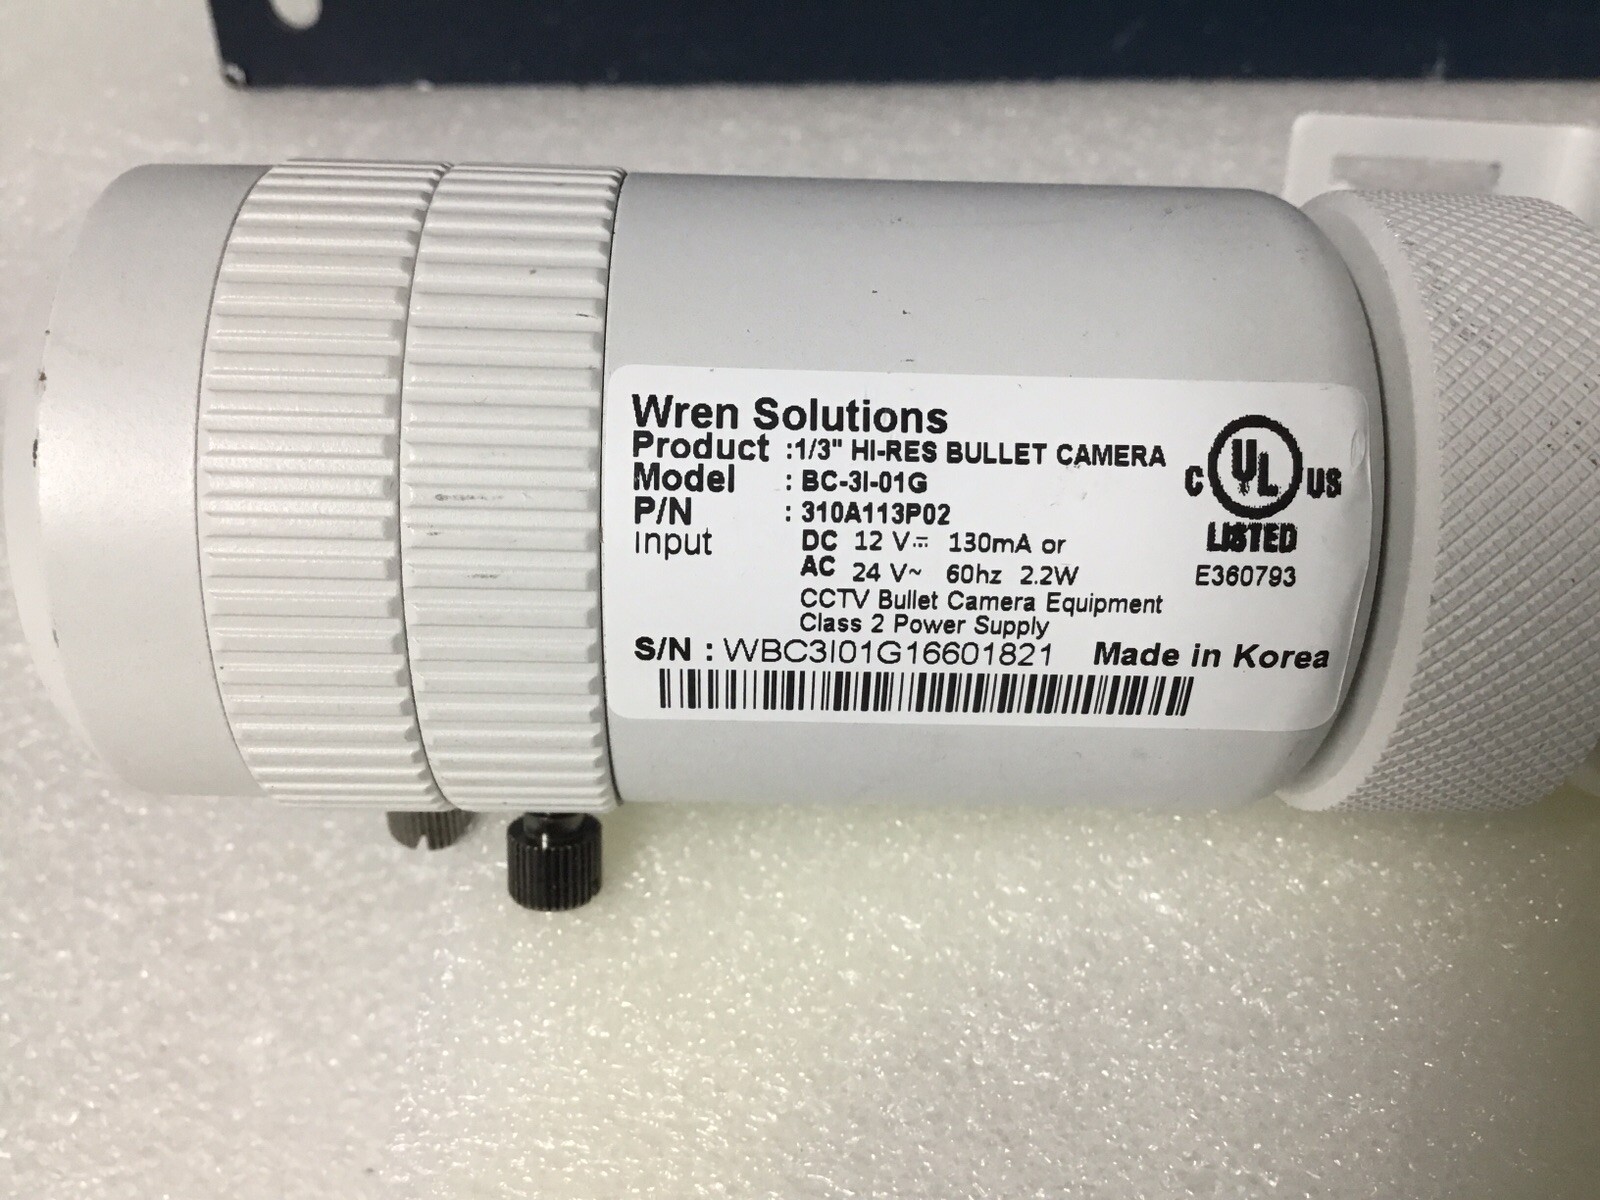 Wren Solutions
Product :1/3" HI-RES BULLET CAMERA
Model : BC-3I-01G
P/N : 310A113P02
Input DC 12 V⎓ 130mA or
AC 24 V~ 60hz 2.2W
CCTV Bullet Camera Equipment
Class 2 Power Supply
S/N : WBC3I01G16601821 Made in Korea
C UL US
LISTED
E360793